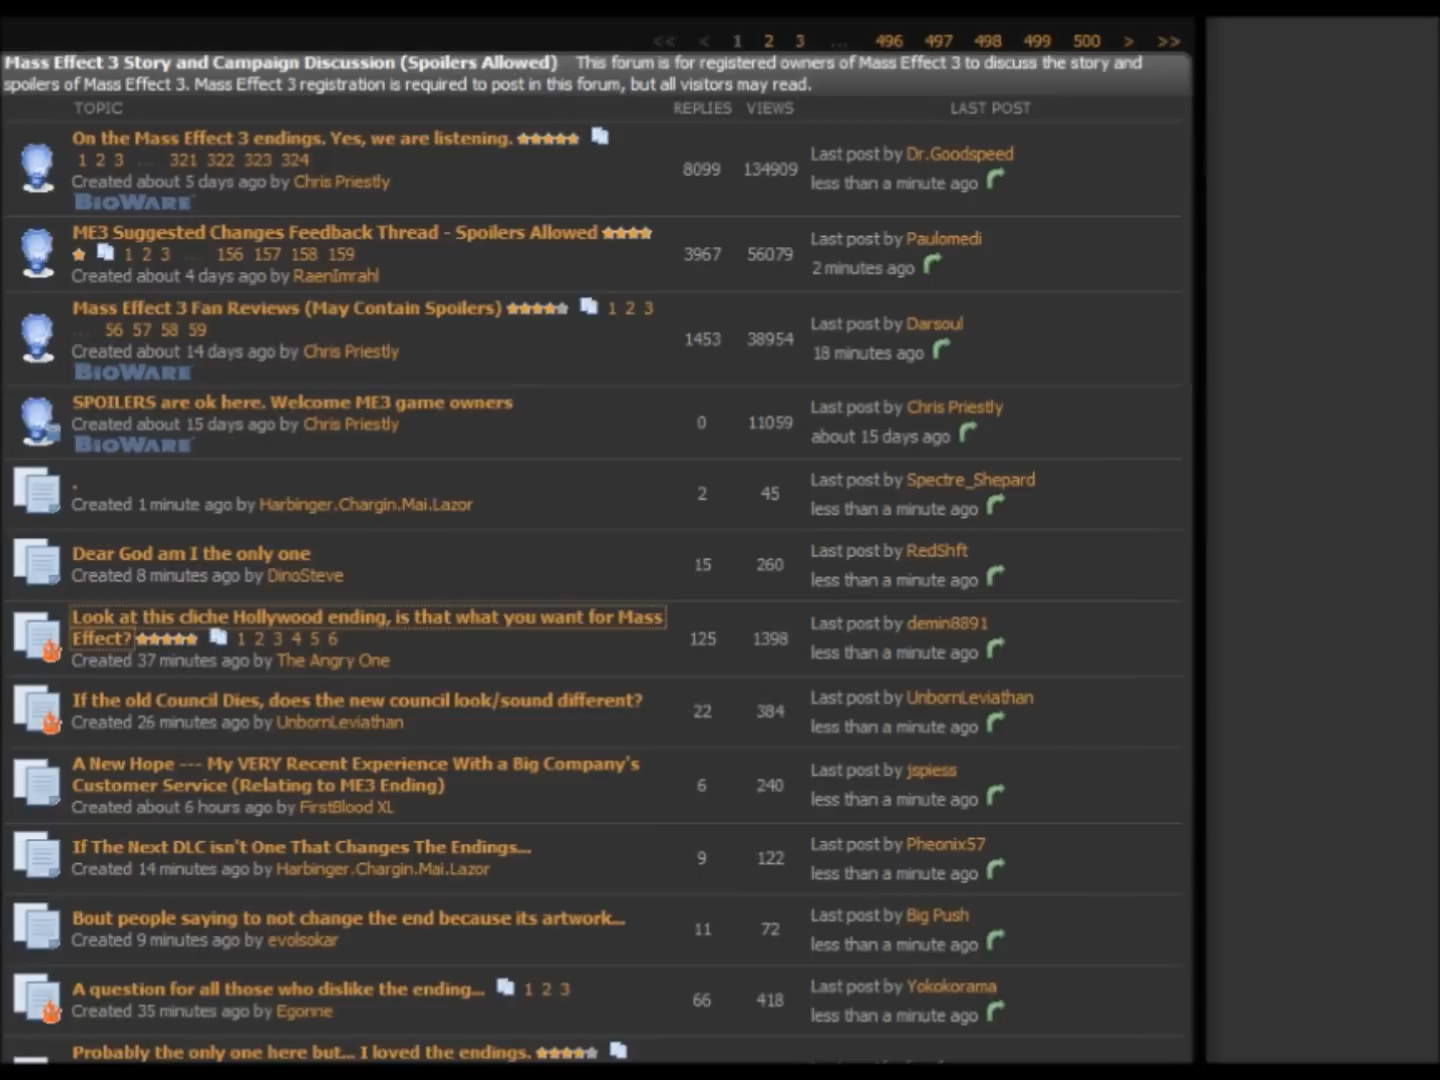 << < 1 2 3 ... 496 497 498 499 500 > >>
Mass Effect 3 Story and Campaign Discussion (Spoilers Allowed) This forum is for registered owners of Mass Effect 3 to discuss the story and
spoilers of Mass Effect 3. Mass Effect 3 registration is required to post in this forum, but all visitors may read.
TOPIC REPLIES VIEWS LAST POST
On the Mass Effect 3 endings. Yes, we are listening.
1 2 3 ... 321 322 323 324
Created about 5 days ago by Chris Priestly
BIOWARE
8099 134909
Last post by Dr.Goodspeed
less than a minute ago
ME3 Suggested Changes Feedback Thread - Spoilers Allowed
1 2 3 ... 156 157 158 159
Created about 4 days ago by RaenImrahl
3967 56079
Last post by Paulomedi
2 minutes ago
Mass Effect 3 Fan Reviews (May Contain Spoilers) 1 2 3
... 56 57 58 59
Created about 14 days ago by Chris Priestly
BIOWARE
1453 38954
Last post by Darsoul
18 minutes ago
SPOILERS are ok here. Welcome ME3 game owners
Created about 15 days ago by Chris Priestly
BIOWARE
0 11059
Last post by Chris Priestly
about 15 days ago
.
Created 1 minute ago by Harbinger.Chargin.Mai.Lazor
2 45
Last post by Spectre_Shepard
less than a minute ago
Dear God am I the only one
Created 8 minutes ago by DinoSteve
15 260
Last post by RedShft
less than a minute ago
Look at this cliche Hollywood ending, is that what you want for Mass
Effect? 1 2 3 4 5 6
Created 37 minutes ago by The Angry One
125 1398
Last post by demin8891
less than a minute ago
If the old Council Dies, does the new council look/sound different?
Created 26 minutes ago by UnbornLeviathan
22 384
Last post by UnbornLeviathan
less than a minute ago
A New Hope --- My VERY Recent Experience With a Big Company's
Customer Service (Relating to ME3 Ending)
Created about 6 hours ago by FirstBlood XL
6 240
Last post by jspiess
less than a minute ago
If The Next DLC isn't One That Changes The Endings...
Created 14 minutes ago by Harbinger.Chargin.Mai.Lazor
9 122
Last post by Pheonix57
less than a minute ago
Bout people saying to not change the end because its artwork...
Created 9 minutes ago by evolsokar
11 72
Last post by Big Push
less than a minute ago
A question for all those who dislike the ending... 1 2 3
Created 35 minutes ago by Egonne
66 418
Last post by Yokokorama
less than a minute ago
Probably the only one here but... I loved the endings.